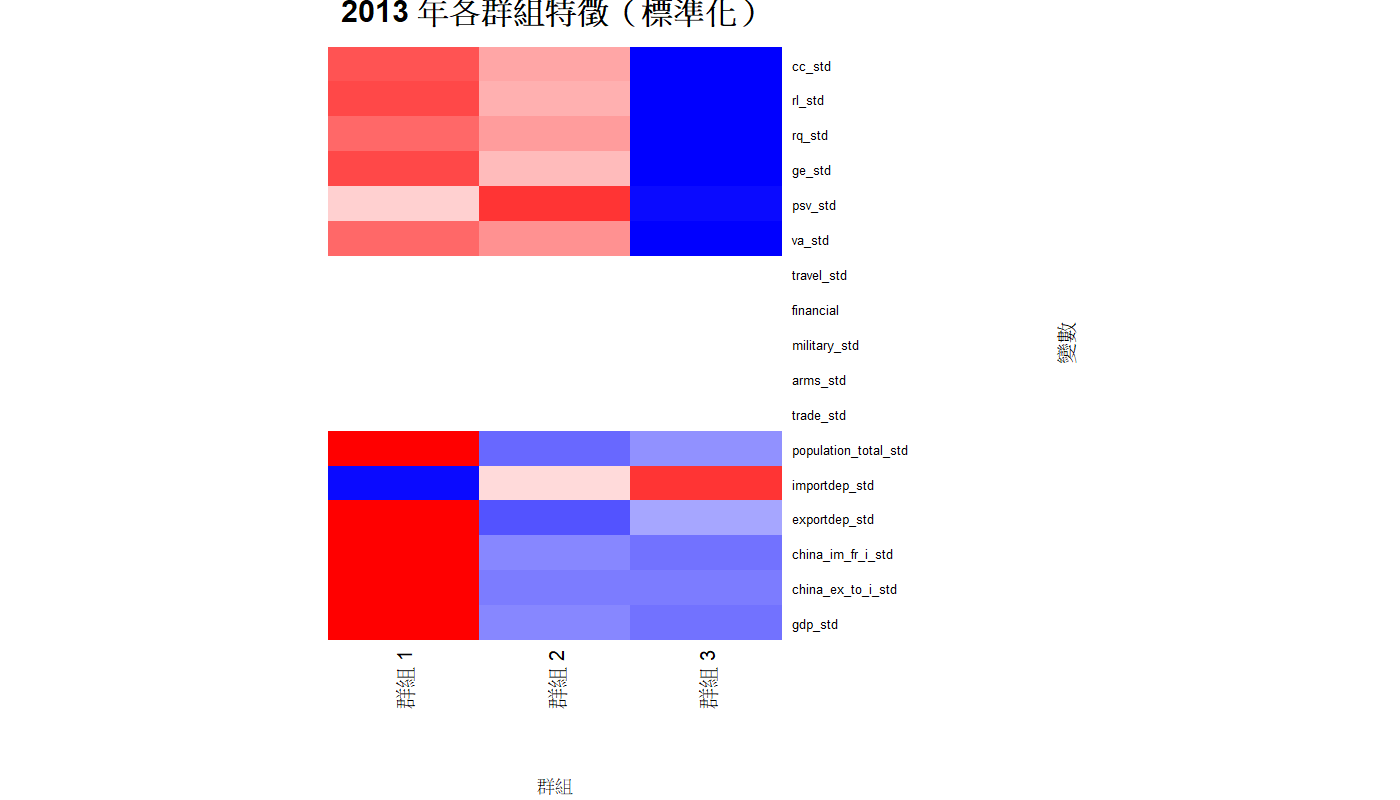 2013 年各群組特徵（標準化）
cc_std
rl_std
rq_std
ge_std
psv_std
va_std
travel_std
financial
military_std
arms_std
trade_std
population_total_std
importdep_std
exportdep_std
china_im_fr_i_std
china_ex_to_i_std
gdp_std
變數
群組 1
群組 2
群組 3
群組